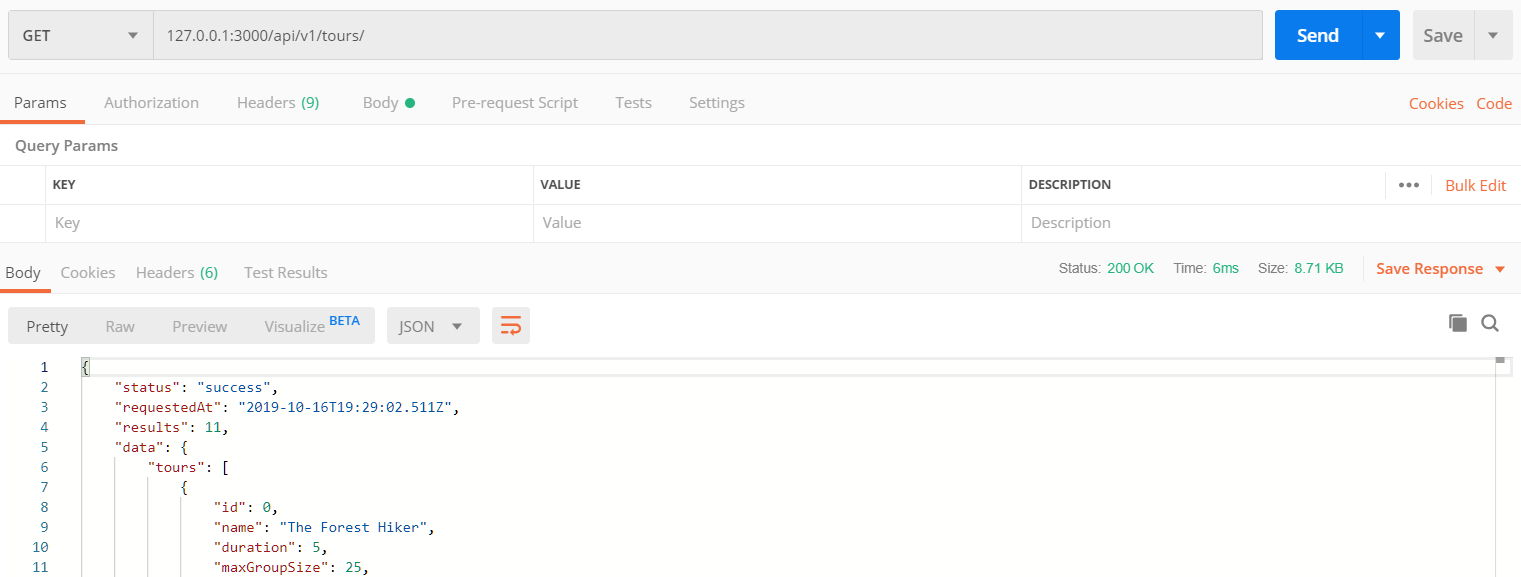 GET 127.0.0.1:3000/api/v1/tours/ Send Save
Params Authorization Headers (9) Body Pre-request Script Tests Settings Cookies Code
Query Params
KEY VALUE DESCRIPTION ••• Bulk Edit
Key Value Description
Body Cookies Headers (6) Test Results Status: 200 OK Time: 6ms Size: 8.71 KB Save Response
Pretty Raw Preview Visualize BETA JSON
1 {
2 "status": "success",
3 "requestedAt": "2019-10-16T19:29:02.511Z",
4 "results": 11,
5 "data": {
6 "tours": [
7 {
8 "id": 0,
9 "name": "The Forest Hiker",
10 "duration": 5,
11 "maxGroupSize": 25,